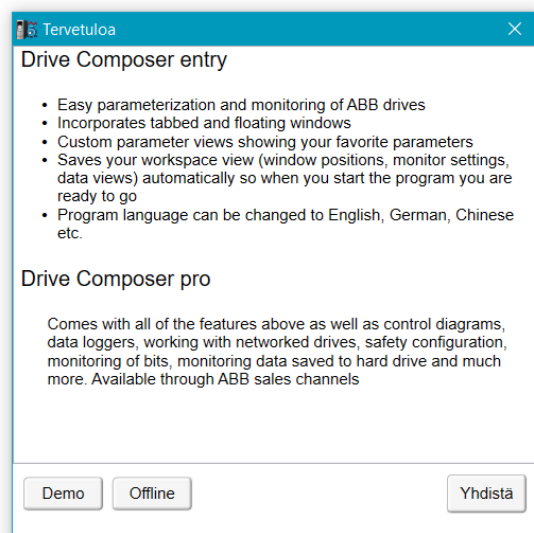 Tervetuloa
Drive Composer entry
• Easy parameterization and monitoring of ABB drives
• Incorporates tabbed and floating windows
• Custom parameter views showing your favorite parameters
• Saves your workspace view (window positions, monitor settings,
data views) automatically so when you start the program you are
ready to go
• Program language can be changed to English, German, Chinese
etc.
Drive Composer pro
Comes with all of the features above as well as control diagrams,
data loggers, working with networked drives, safety configuration,
monitoring of bits, monitoring data saved to hard drive and much
more. Available through ABB sales channels
Demo Offline Yhdistä